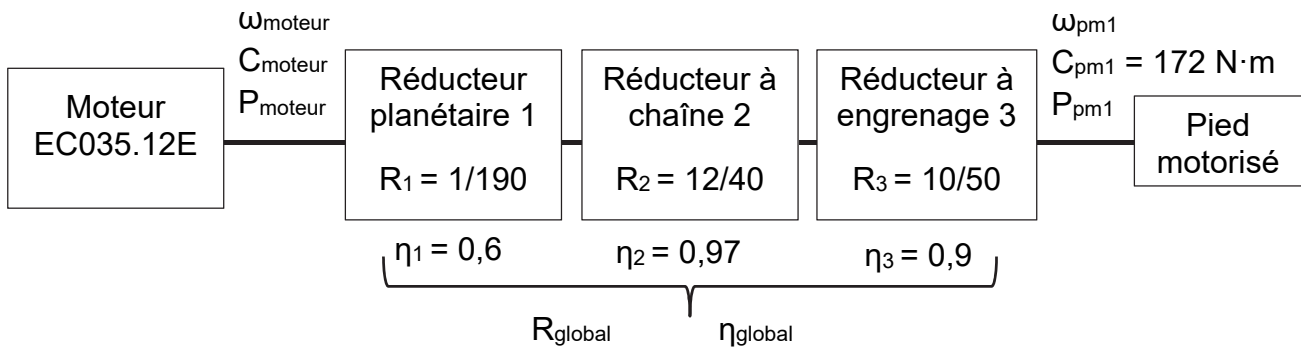 ωmoteur
Cmoteur
Pmoteur
Moteur
EC035.12E
Réducteur
planétaire 1
R1 = 1/190
Réducteur à
chaîne 2
R2 = 12/40
Réducteur à
engrenage 3
R3 = 10/50
ωpm1
Cpm1 = 172 N·m
Ppm1
Pied
motorisé
η1 = 0,6
η2 = 0,97
η3 = 0,9
Rglobal
ηglobal